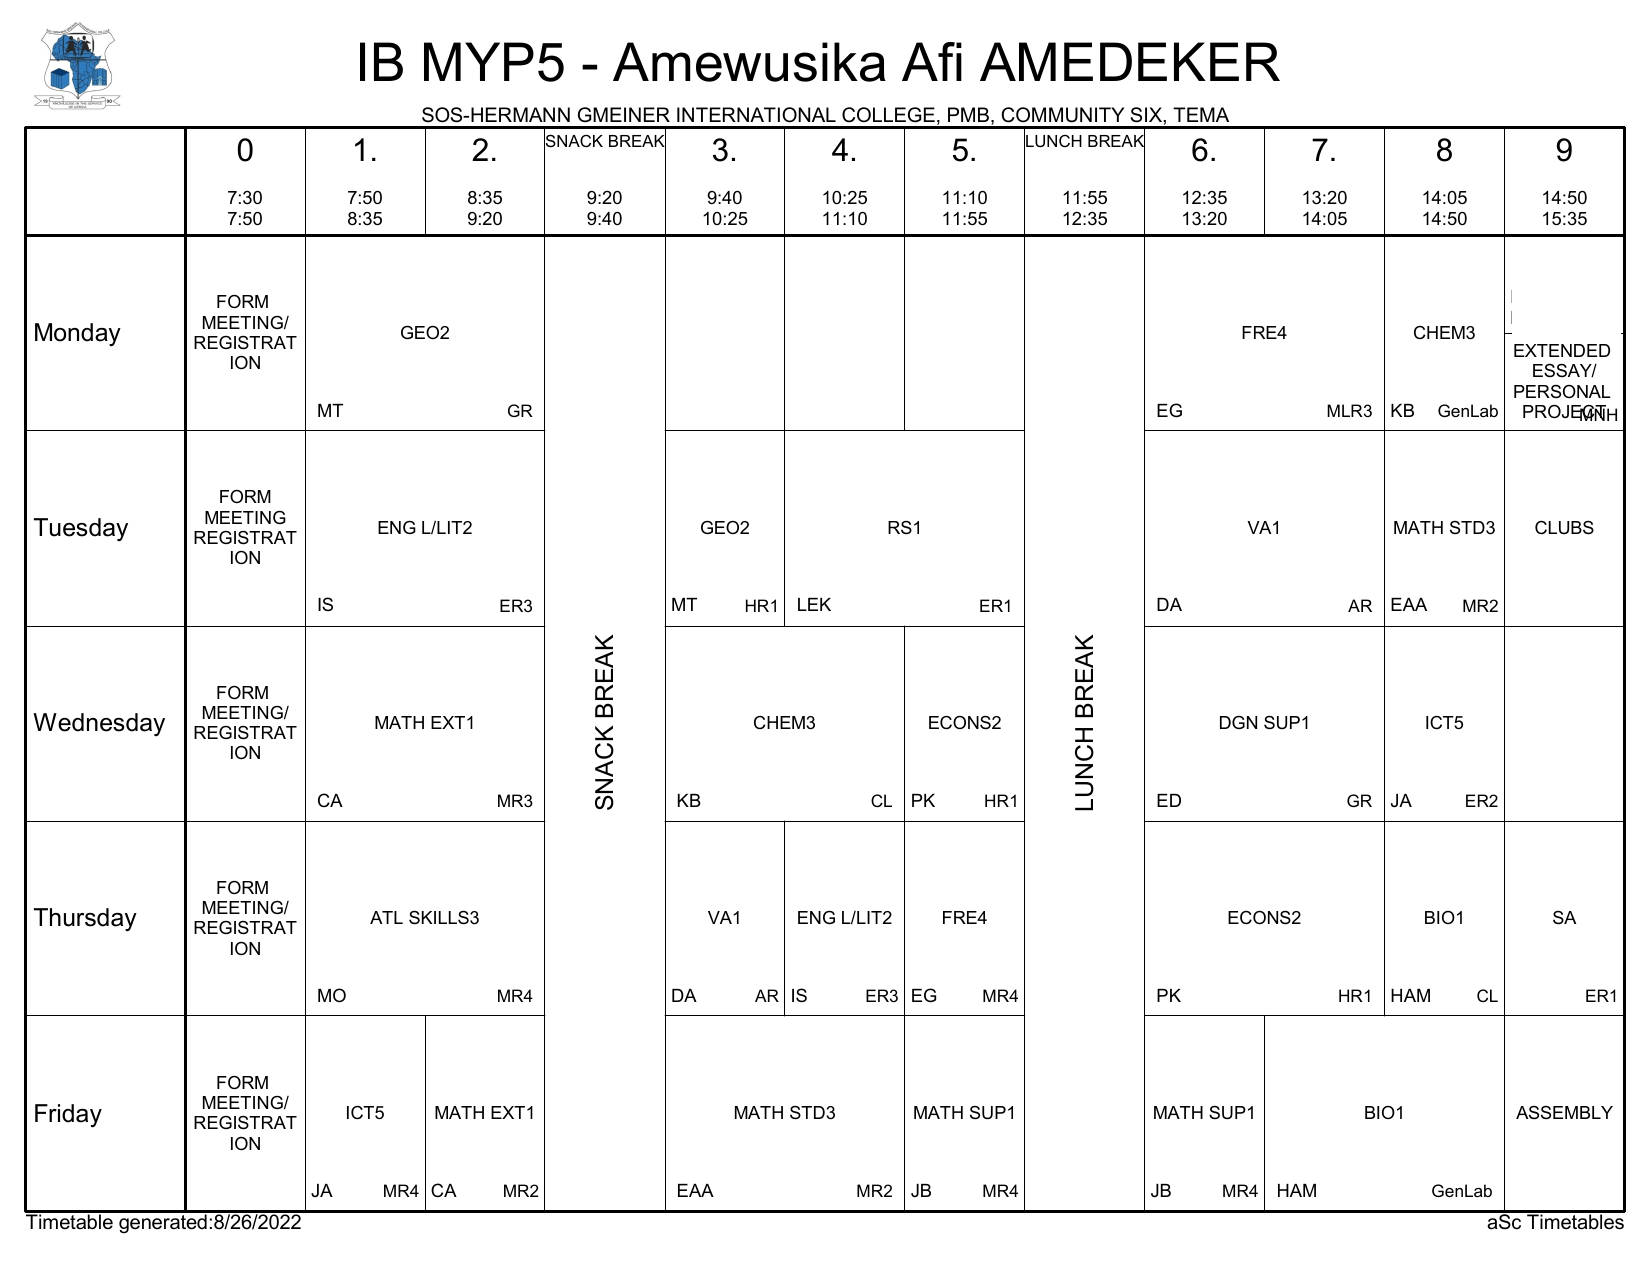 IB MYP5 - Amewusika Afi AMEDEKER
SOS-HERMANN GMEINER INTERNATIONAL COLLEGE, PMB, COMMUNITY SIX, TEMA
0 1. 2. SNACK BREAK 3. 4. 5. LUNCH BREAK 6. 7. 8 9
7:30 7:50 8:35 9:20 9:40 10:25 11:10 11:55 12:35 13:20 14:05 14:50
7:50 8:35 9:20 9:40 10:25 11:10 11:55 12:35 13:20 14:05 14:50 15:35
Monday
FORM
MEETING/
REGISTRAT
ION
GEO2
MT GR
FRE4
EG MLR3
CHEM3
KB GenLab
EXTENDED
ESSAY/
PERSONAL
PROJECT
MNH
Tuesday
FORM
MEETING
REGISTRAT
ION
ENG L/LIT2
IS ER3
GEO2
MT HR1
RS1
LEK ER1
VA1
DA AR
MATH STD3
EAA MR2
CLUBS
SNACK BREAK
LUNCH BREAK
Wednesday
FORM
MEETING/
REGISTRAT
ION
MATH EXT1
CA MR3
CHEM3
KB CL
ECONS2
PK HR1
DGN SUP1
ED GR
ICT5
JA ER2
Thursday
FORM
MEETING/
REGISTRAT
ION
ATL SKILLS3
MO MR4
VA1
DA AR
ENG L/LIT2
IS ER3
FRE4
EG MR4
ECONS2
PK HR1
BIO1
HAM CL
SA
ER1
Friday
FORM
MEETING/
REGISTRAT
ION
ICT5
JA MR4
MATH EXT1
CA MR2
MATH STD3
EAA MR2
MATH SUP1
JB MR4
MATH SUP1
JB MR4
BIO1
HAM GenLab
ASSEMBLY
Timetable generated:8/26/2022
aSc Timetables